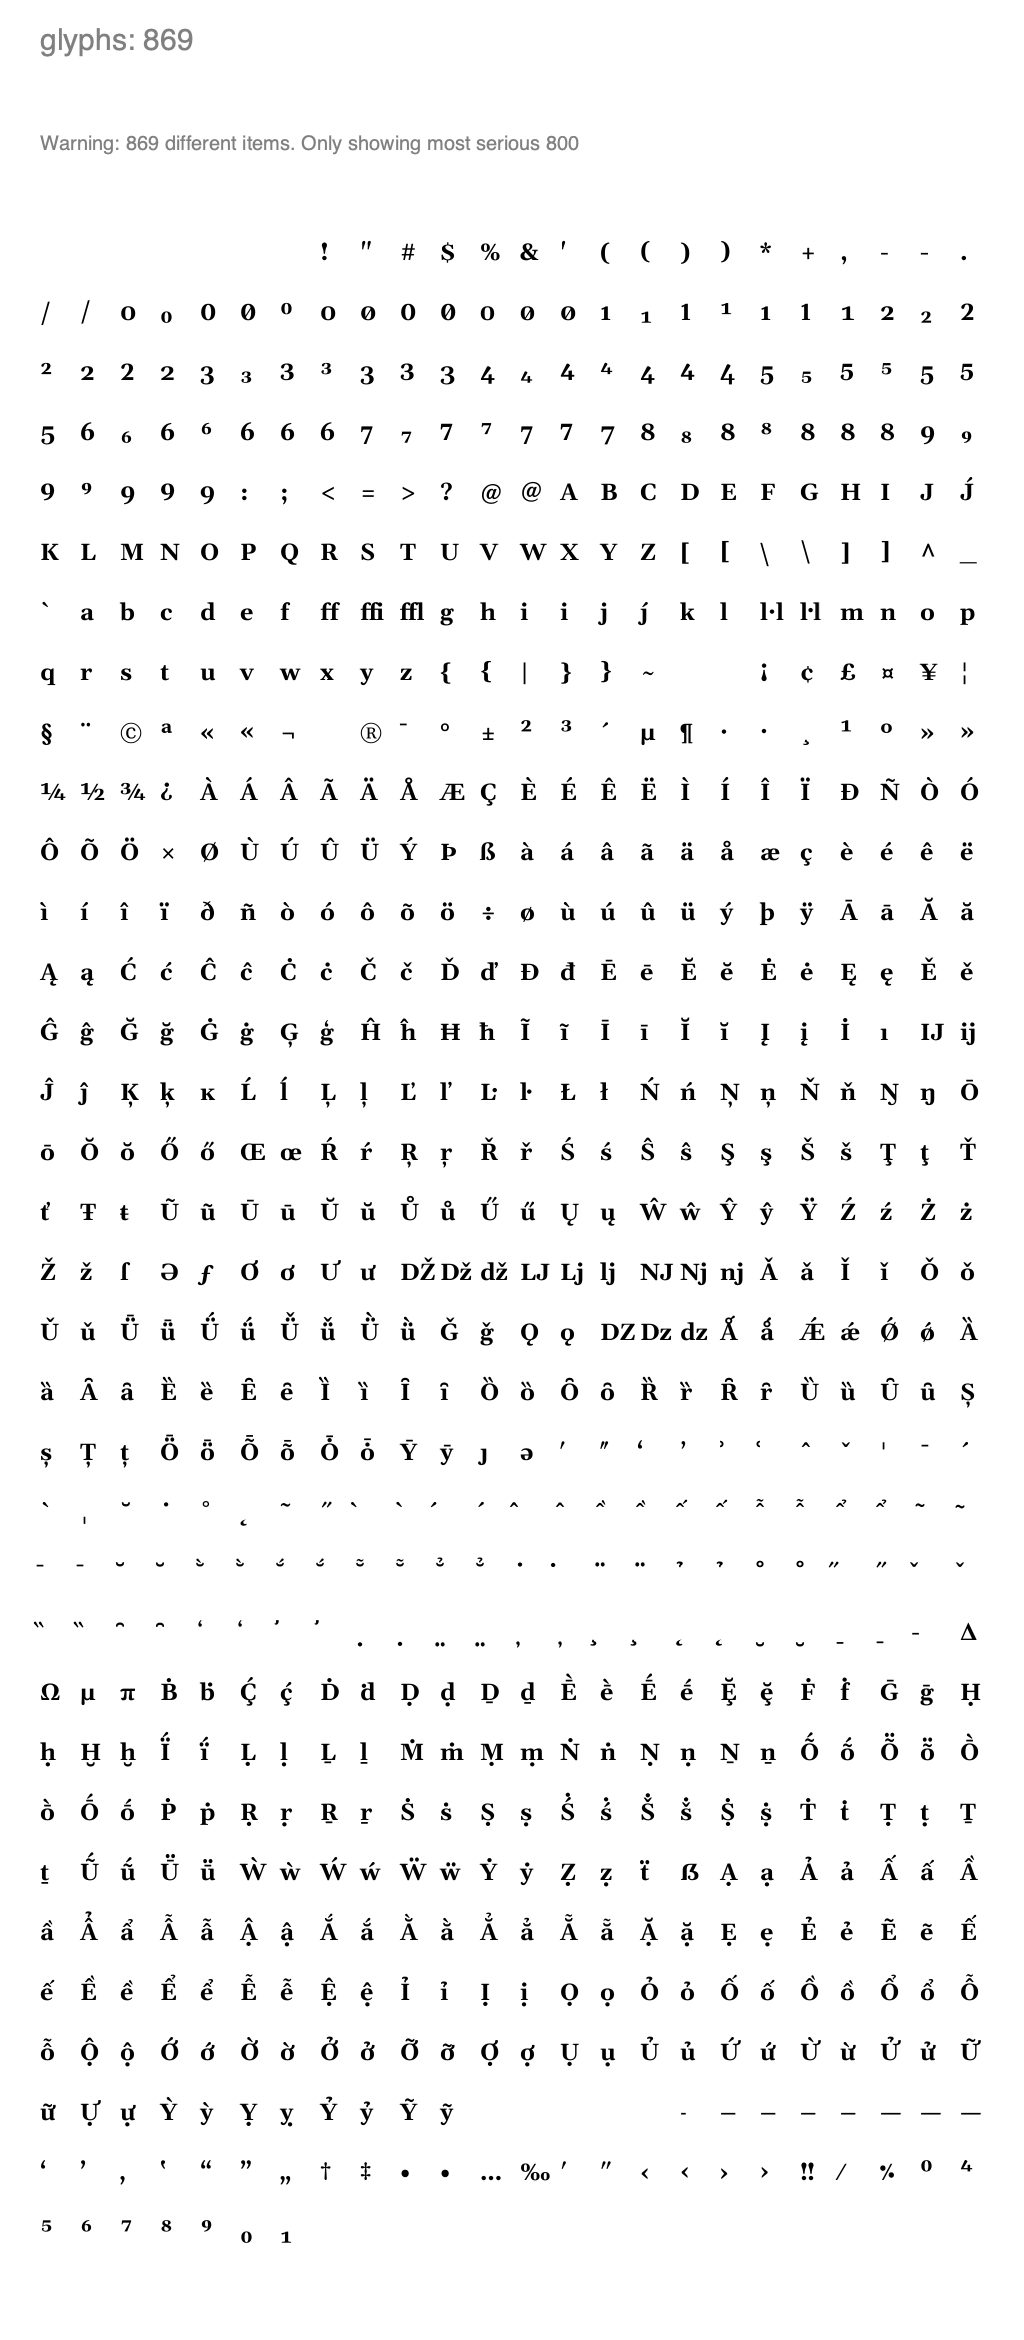 glyphs: 869
Warning: 869 different items. Only showing most serious 800
! " # $ % & ' ( ( ) ) * + , - - .
/ / 0 ₀ 0 0 ⁰ 0 0 0 0 0 0 0 1 ₁ 1 ¹ 1 1 1 2 ₂ 2
² 2 2 2 3 ₃ 3 ³ 3 3 3 4 ₄ 4 ⁴ 4 4 4 5 ₅ 5 ⁵ 5 5
5 6 ₆ 6 ⁶ 6 6 6 7 ₇ 7 ⁷ 7 7 7 8 ₈ 8 ⁸ 8 8 8 9 ₉
9 ⁹ 9 9 9 : ; < = > ? @ @ A B C D E F G H I J J́
K L M N O P Q R S T U V W X Y Z [ [ \ \ ] ] ^ _
` a b c d e f ff ffi ffl g h i i j j́ k l l·l l·l m n o p
q r s t u v w x y z { { | } } ~ ¡ ¢ £ ¤ ¥ ¦
§ ¨ © ª « « ¬ ® ¯ ° ± ² ³ ´ µ ¶ · · ¸ ¹ º » »
¼ ½ ¾ ¿ À Á Â Ã Ä Å Æ Ç È É Ê Ë Ì Í Î Ï Ð Ñ Ò Ó
Ô Õ Ö × Ø Ù Ú Û Ü Ý Þ ß à á â ã ä å æ ç è é ê ë
ì í î ï ð ñ ò ó ô õ ö ÷ ø ù ú û ü ý þ ÿ Ā ā Ă ă
Ą ą Ć ć Ĉ ĉ Ċ ċ Č č Ď ď Đ đ Ē ē Ĕ ĕ Ė ė Ę ę Ě ě
Ĝ ĝ Ğ ğ Ġ ġ Ģ ģ Ĥ ĥ Ħ ħ Ĩ ĩ Ī ī Ĭ ĭ Į į İ ı IJ ij
Ĵ ĵ Ķ ķ ĸ Ĺ ĺ Ļ ļ Ľ ľ Ŀ ŀ Ł ł Ń ń Ņ ņ Ň ň Ŋ ŋ Ō
ō Ŏ ŏ Ő ő Œ œ Ŕ ŕ Ŗ ŗ Ř ř Ś ś Ŝ ŝ Ş ş Š š Ţ ţ Ť
ť Ŧ ŧ Ũ ũ Ū ū Ŭ ŭ Ů ů Ű ű Ų ų Ŵ ŵ Ŷ ŷ Ÿ Ź ź Ż ż
Ž ž ſ Ə ƒ Ơ ơ Ư ư DŽ Dž dž LJ Lj lj NJ Nj nj Ǎ ǎ Ǐ ǐ Ǒ ǒ
Ǔ ǔ Ǖ ǖ Ǘ ǘ Ǚ ǚ Ǜ ǜ Ǧ ǧ Ǫ ǫ DZ Dz dz Ǻ ǻ Ǽ ǽ Ǿ ǿ Ȁ
ȁ Ȃ ȃ Ȅ ȅ Ȇ ȇ Ȉ ȉ Ȋ ȋ Ȍ ȍ Ȏ ȏ Ȑ ȑ Ȓ ȓ Ȕ ȕ Ȗ ȗ Ș
ș Ț ț Ȫ ȫ Ȭ ȭ Ȱ ȱ Ȳ ȳ ȷ ə ʹ ʺ ʻ ʼ ʾ ʿ ˆ ˇ ˈ ˉ ˊ
ˋ ˌ ˘ ˙ ˚ ˛ ˜ ˝
Δ
Ω μ π Ḃ ḃ Ḉ ḉ Ḋ ḋ Ḍ ḍ Ḏ ḏ Ḕ ḕ Ḗ ḗ Ḝ ḝ Ḟ ḟ Ḡ ḡ Ḥ
ḥ Ḫ ḫ Ḯ ḯ Ḷ ḷ Ḻ ḻ Ṁ ṁ Ṃ ṃ Ṅ ṅ Ṇ ṇ Ṉ ṉ Ṍ ṍ Ṏ ṏ Ṑ
ṑ Ṓ ṓ Ṗ ṗ Ṛ ṛ Ṟ ṟ Ṡ ṡ Ṣ ṣ Ṥ ṥ Ṧ ṧ Ṩ ṩ Ṫ ṫ Ṭ ṭ Ṯ
ṯ Ṹ ṹ Ṻ ṻ Ẁ ẁ Ẃ ẃ Ẅ ẅ Ẏ ẏ Ẓ ẓ ẗ ẞ Ạ ạ Ả ả Ấ ấ Ầ
ầ Ẩ ẩ Ẫ ẫ Ậ ậ Ắ ắ Ằ ằ Ẳ ẳ Ẵ ẵ Ặ ặ Ẹ ẹ Ẻ ẻ Ẽ ẽ Ế
ế Ề ề Ể ể Ễ ễ Ệ ệ Ỉ ỉ Ị ị Ọ ọ Ỏ ỏ Ố ố Ồ ồ Ổ ổ Ỗ
ỗ Ộ ộ Ớ ớ Ờ ờ Ở ở Ỡ ỡ Ợ ợ Ụ ụ Ủ ủ Ứ ứ Ừ ừ Ử ử Ữ
ữ Ự ự Ỳ ỳ Ỵ ỵ Ỷ ỷ Ỹ ỹ - – – – – — — —
‘ ’ ‚ ‛ “ ” „ † ‡ • • … ‰ ′ ″ ‹ ‹ › › ‼ ⁄ ٪ ⁰ ⁴
⁵ ⁶ ⁷ ⁸ ⁹ ₀ ₁